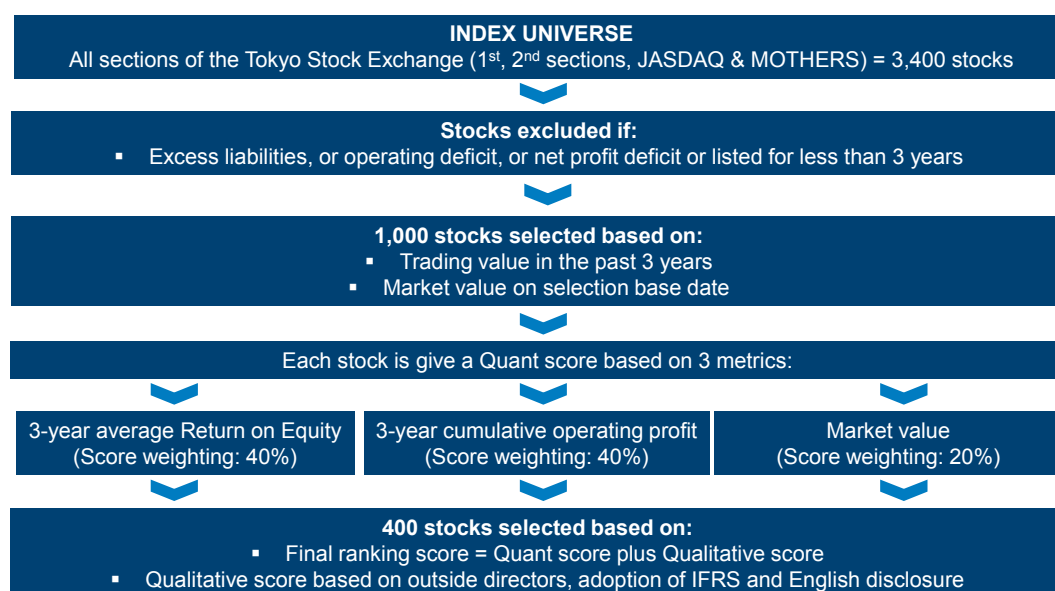 INDEX UNIVERSE
All sections of the Tokyo Stock Exchange (1st, 2nd sections, JASDAQ & MOTHERS) = 3,400 stocks
Stocks excluded if:
▪ Excess liabilities, or operating deficit, or net profit deficit or listed for less than 3 years
1,000 stocks selected based on:
▪ Trading value in the past 3 years
▪ Market value on selection base date
Each stock is give a Quant score based on 3 metrics:
3-year average Return on Equity
(Score weighting: 40%)
3-year cumulative operating profit
(Score weighting: 40%)
Market value
(Score weighting: 20%)
400 stocks selected based on:
▪ Final ranking score = Quant score plus Qualitative score
▪ Qualitative score based on outside directors, adoption of IFRS and English disclosure